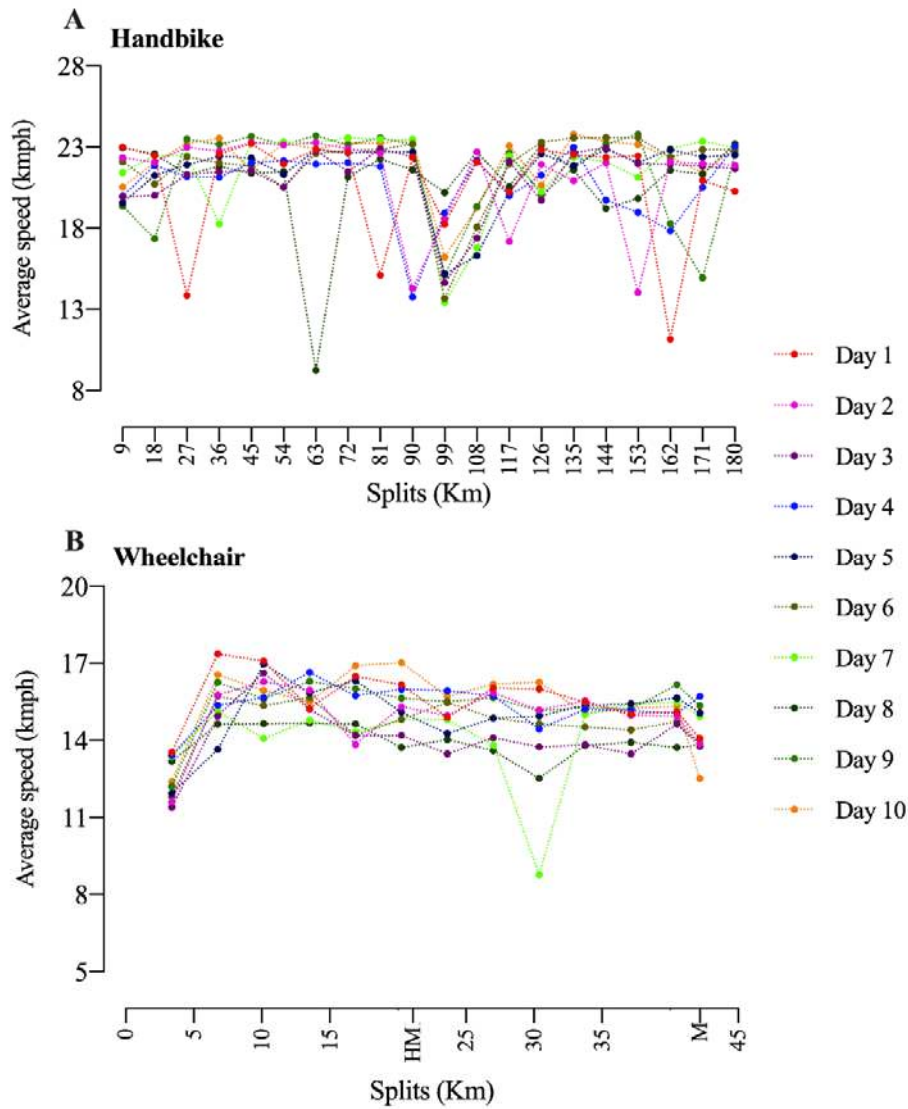 A
Handbike
28
23
18
13
8
Average speed (kmph)
9 18 27 36 45 54 63 72 81 90 99 108 117 126 135 144 153 162 171 180
Splits (Km)
Day 1
Day 2
Day 3
Day 4
Day 5
Day 6
Day 7
Day 8
Day 9
Day 10
B
Wheelchair
20
17
14
11
8
5
Average speed (kmph)
0 5 10 15 HM 25 30 35 M 45
Splits (Km)